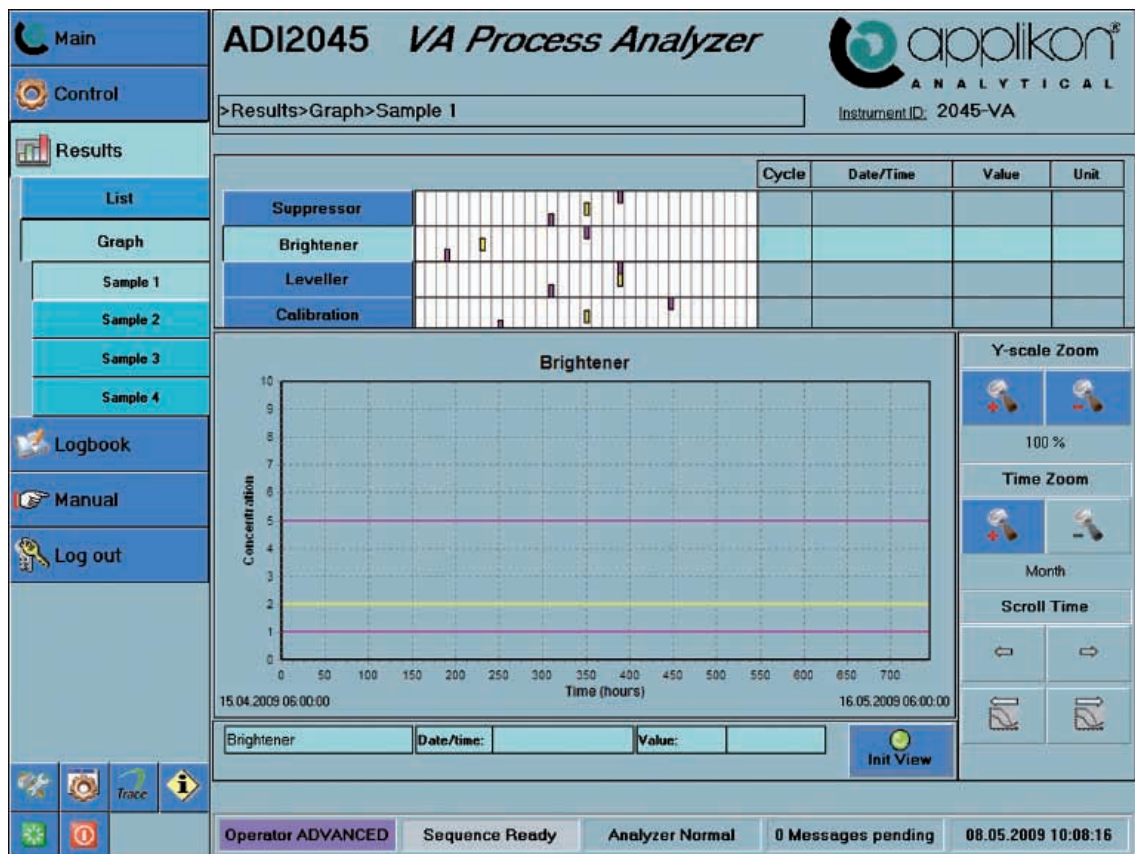 Main
Control
Results
List
Graph
Sample 1
Sample 2
Sample 3
Sample 4
Logbook
Manual
Log out
Trace
ADI2045 VA Process Analyzer
>Results>Graph>Sample 1
applikon®
ANALYTICAL
Instrument ID: 2045-VA
Cycle Date/Time Value Unit
Suppressor
Brightener
Leveller
Calibration
Brightener
Concentration
10
9
8
7
6
5
4
3
2
1
0
0 50 100 150 200 250 300 350 400 450 500 550 600 650 700
Time (hours)
15.04.2009 06:00:00 16.05.2009 06:00:00
Brightener Date/time: Value:
Init View
Y-scale Zoom
100 %
Time Zoom
Month
Scroll Time
Operator ADVANCED Sequence Ready Analyzer Normal 0 Messages pending 08.05.2009 10:08:16